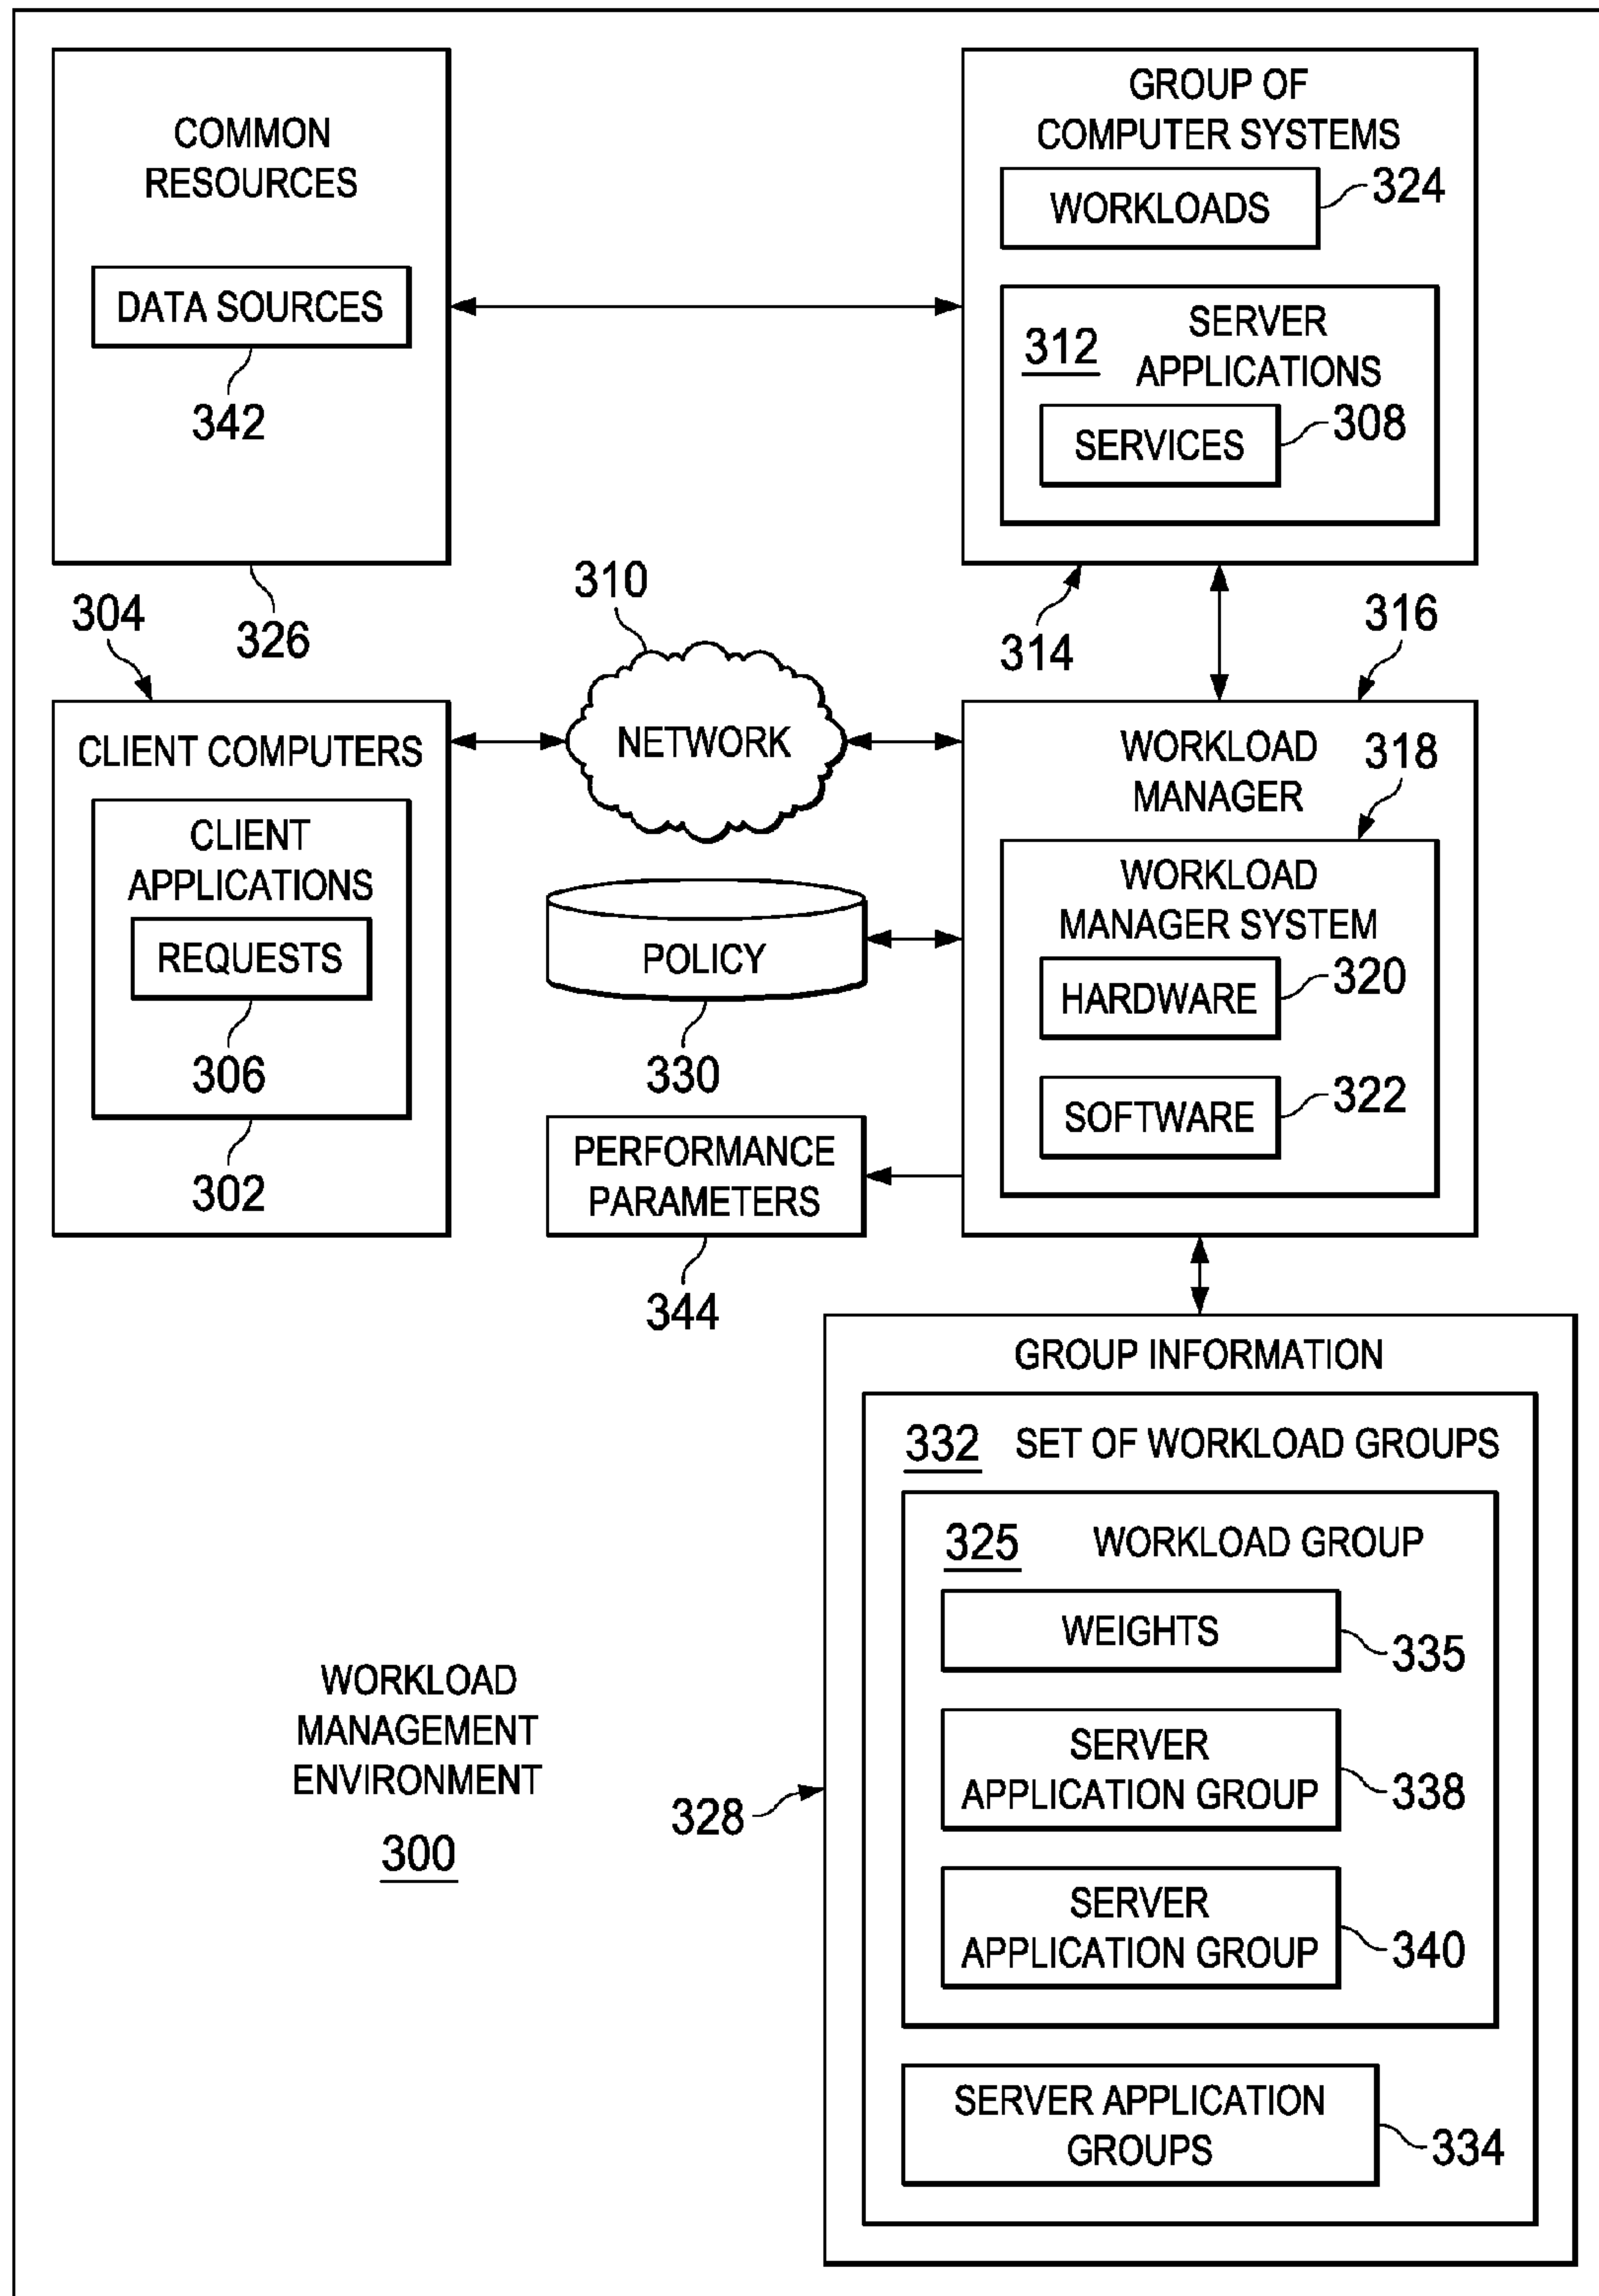 COMMON
RESOURCES
DATA SOURCES
342
326
GROUP OF
COMPUTER SYSTEMS
WORKLOADS
324
312
SERVER
APPLICATIONS
SERVICES
308
314
304
CLIENT COMPUTERS
CLIENT
APPLICATIONS
REQUESTS
306
302
310
NETWORK
POLICY
330
PERFORMANCE
PARAMETERS
344
316
WORKLOAD
MANAGER
318
WORKLOAD
MANAGER SYSTEM
HARDWARE
320
SOFTWARE
322
GROUP INFORMATION
332 SET OF WORKLOAD GROUPS
325 WORKLOAD GROUP
WEIGHTS
335
SERVER
APPLICATION GROUP
338
SERVER
APPLICATION GROUP
340
SERVER APPLICATION
GROUPS
334
328
WORKLOAD
MANAGEMENT
ENVIRONMENT
300